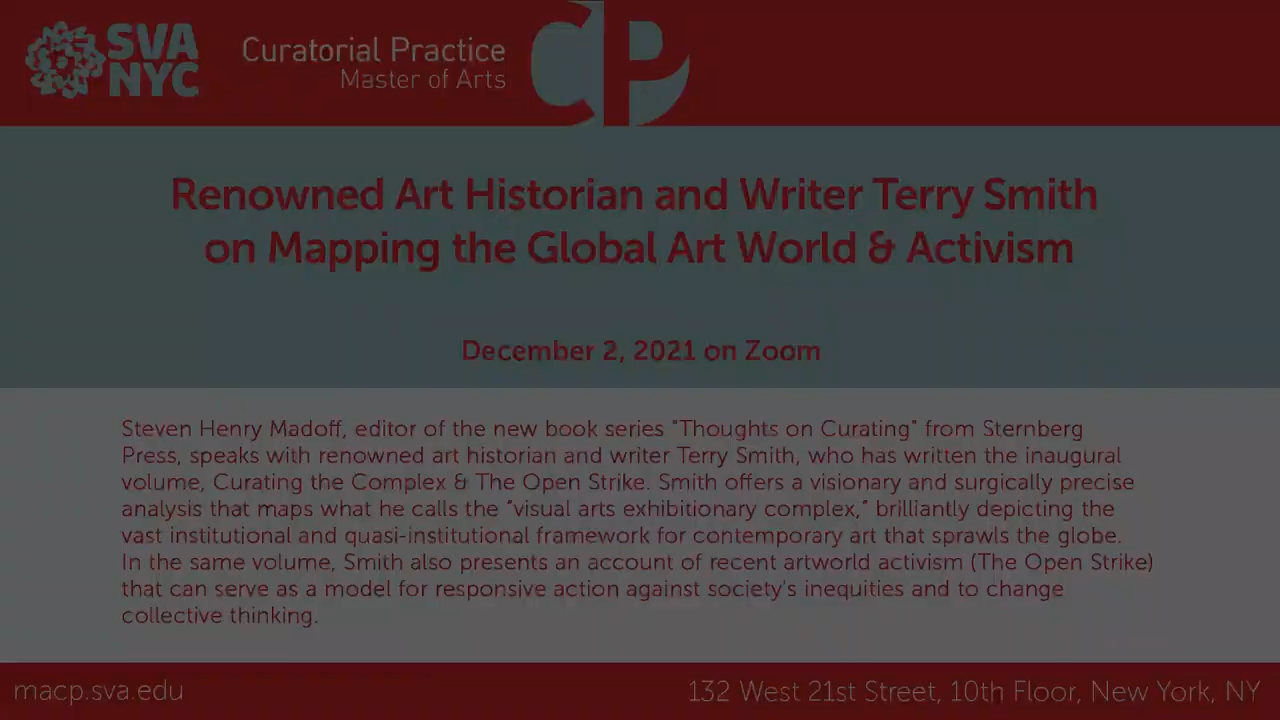 SVA
NYC
Curatorial Practice
Master of Arts
CP
Renowned Art Historian and Writer Terry Smith
on Mapping the Global Art World & Activism
December 2, 2021 on Zoom
Steven Henry Madoff, editor of the new book series "Thoughts on Curating" from Sternberg
Press, speaks with renowned art historian and writer Terry Smith, who has written the inaugural
volume, Curating the Complex & The Open Strike. Smith offers a visionary and surgically precise
analysis that maps what he calls the “visual arts exhibitionary complex,” brilliantly depicting the
vast institutional and quasi-institutional framework for contemporary art that sprawls the globe.
In the same volume, Smith also presents an account of recent artworld activism (The Open Strike)
that can serve as a model for responsive action against society's inequities and to change
collective thinking.
macp.sva.edu
132 West 21st Street, 10th Floor, New York, NY